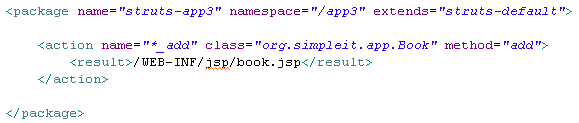 <package name="struts-app3" namespace="/app3" extends="struts-default">
<action name="*_add" class="org.simpleit.app.Book" method="add">
<result>/WEB-INF/jsp/book.jsp</result>
</action>
</package>